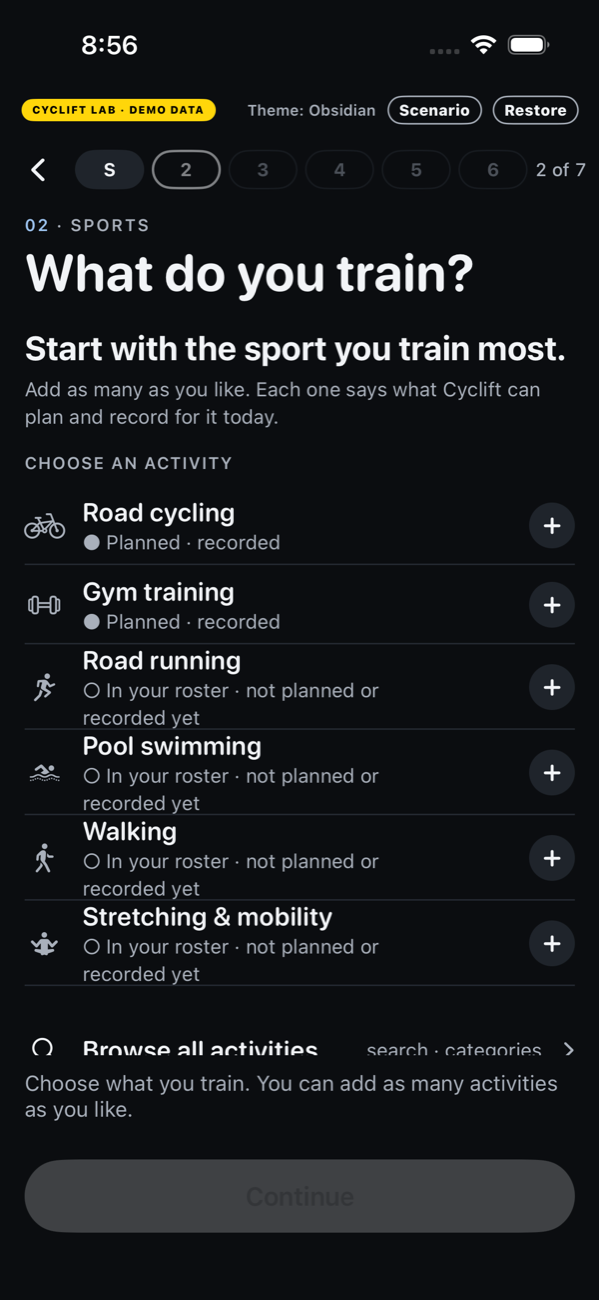 8:56
CYCLIFT LAB · DEMO DATA Theme: Obsidian Scenario Restore
S 2 3 4 5 6 2 of 7
02 · SPORTS
What do you train?
Start with the sport you train most.
Add as many as you like. Each one says what Cyclift can
plan and record for it today.
CHOOSE AN ACTIVITY
Road cycling
Planned · recorded
Gym training
Planned · recorded
Road running
In your roster · not planned or
recorded yet
Pool swimming
In your roster · not planned or
recorded yet
Walking
In your roster · not planned or
recorded yet
Stretching & mobility
In your roster · not planned or
recorded yet
Browse all activities search · categories
Choose what you train. You can add as many activities
as you like.
Continue